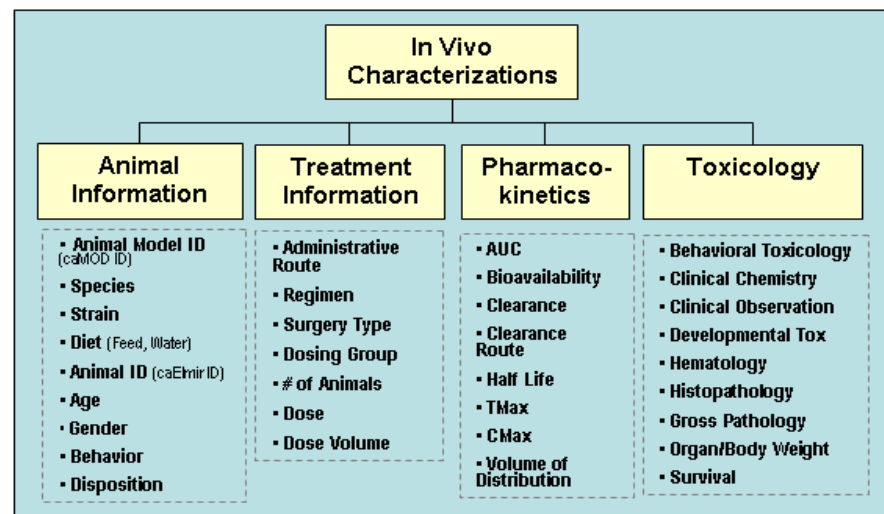 In Vivo
Characterizations
Animal
Information
▪ Animal Model ID
(caMOD ID)
▪ Species
▪ Strain
▪ Diet (Feed, Water)
▪ Animal ID (caElmir ID)
▪ Age
▪ Gender
▪ Behavior
▪ Disposition
Treatment
Information
▪ Administrative
Route
▪ Regimen
▪ Surgery Type
▪ Dosing Group
▪ # of Animals
▪ Dose
▪ Dose Volume
Pharmaco-
kinetics
▪ AUC
▪ Bioavailability
▪ Clearance
▪ Clearance
Route
▪ Half Life
▪ TMax
▪ CMax
▪ Volume of
Distribution
Toxicology
▪ Behavioral Toxicology
▪ Clinical Chemistry
▪ Clinical Observation
▪ Developmental Tox
▪ Hematology
▪ Histopathology
▪ Gross Pathology
▪ Organ/Body Weight
▪ Survival